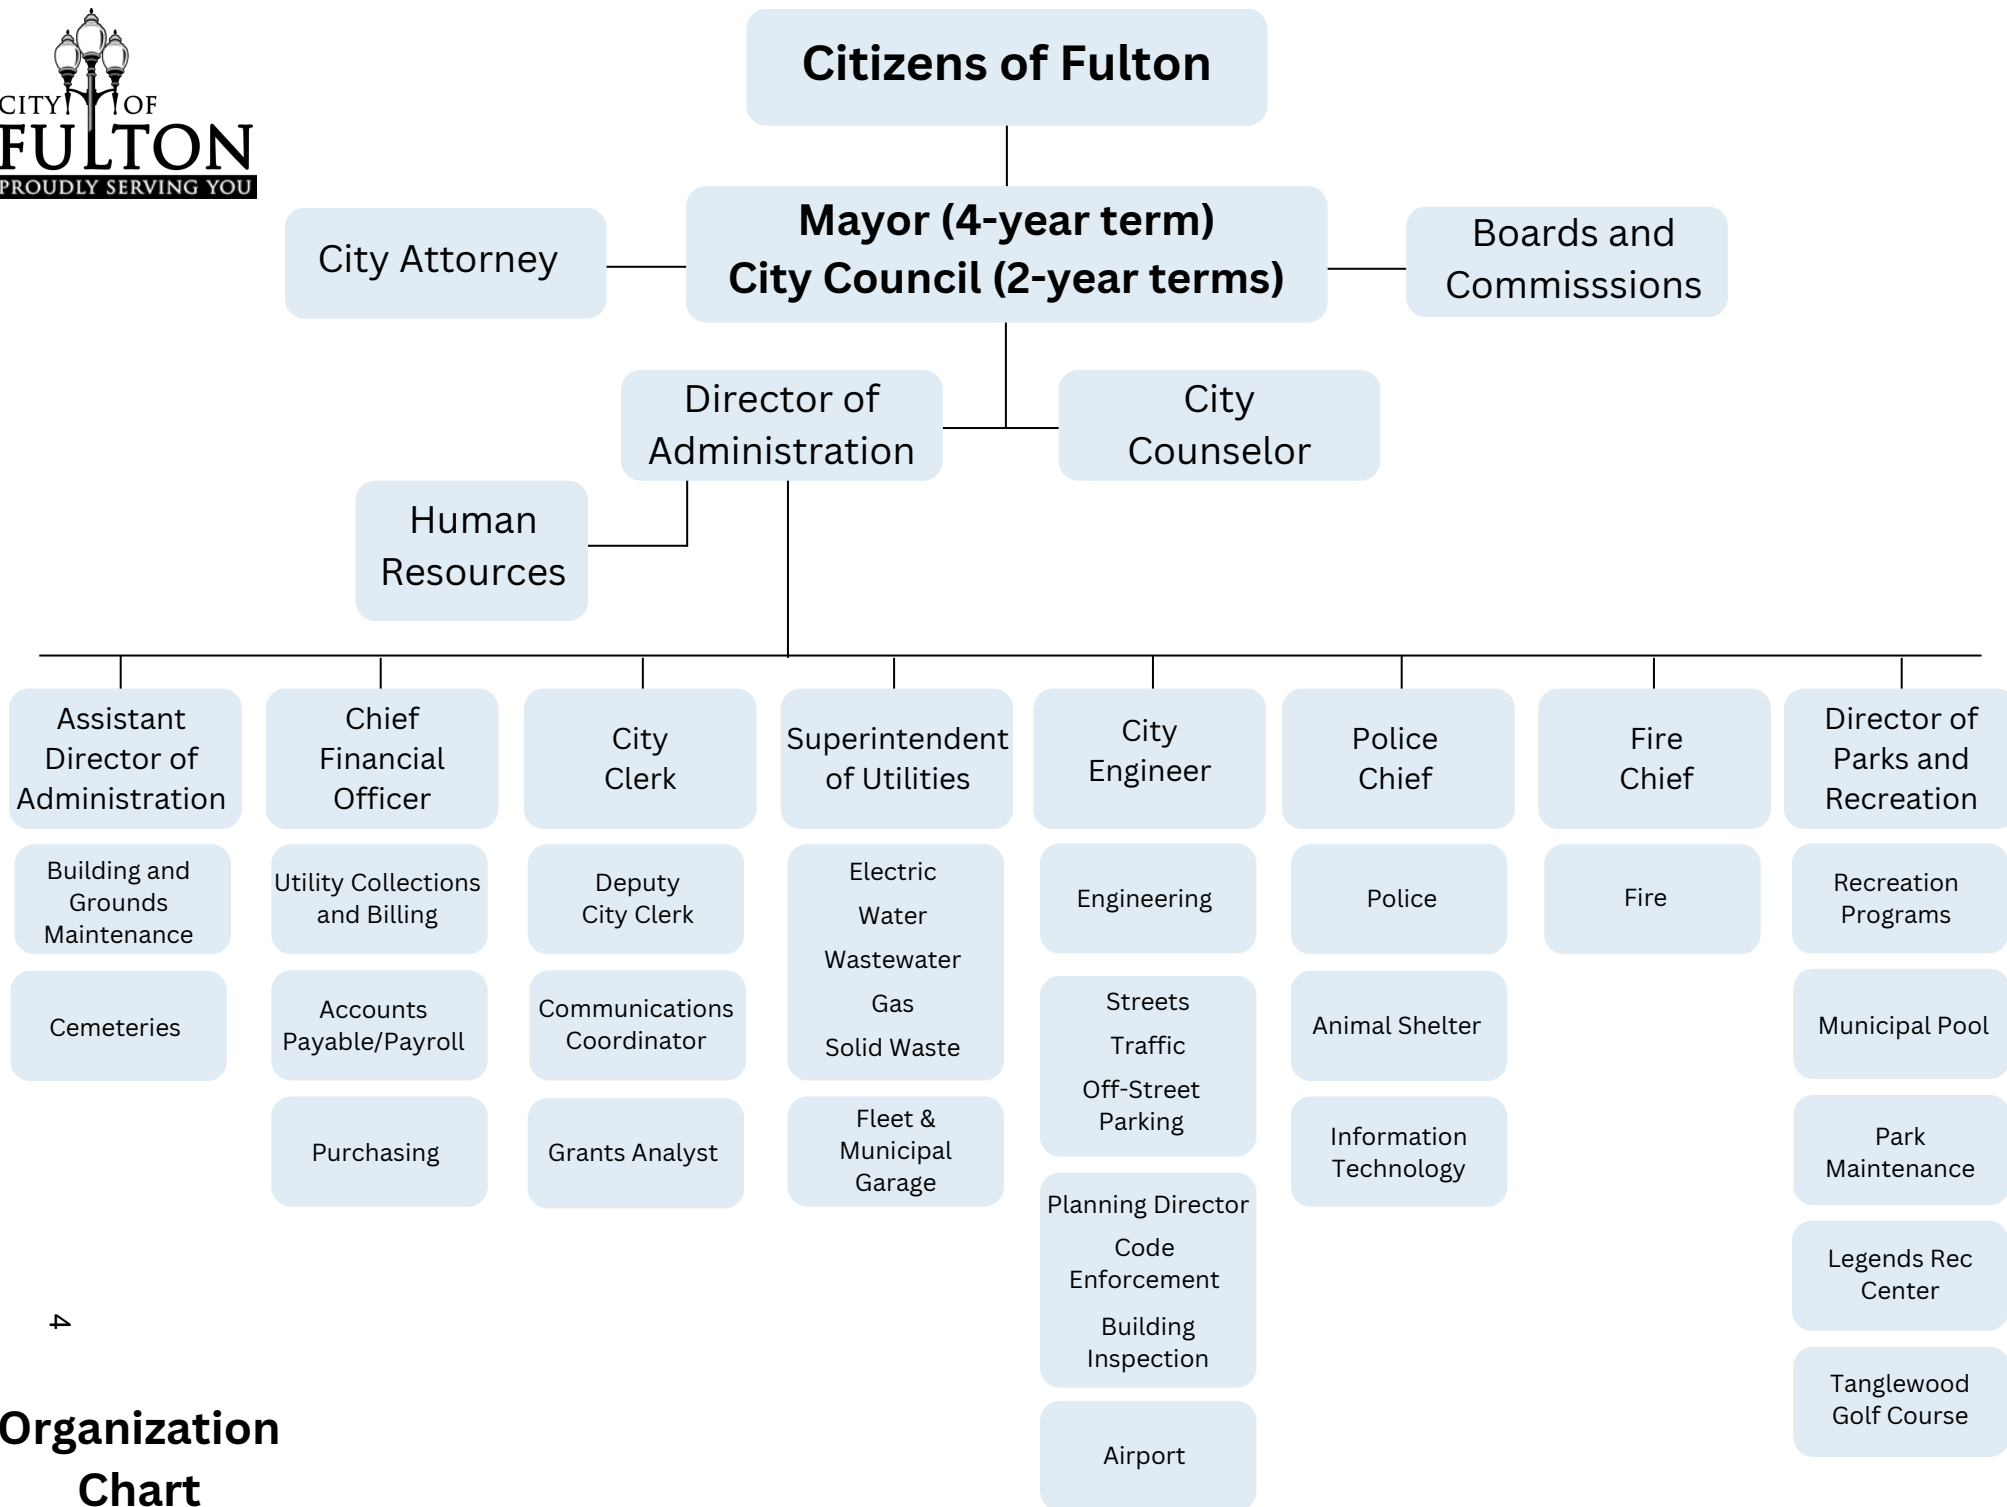 CITY OF
FULTON
PROUDLY SERVING YOU
Citizens of Fulton
Mayor (4-year term)
City Council (2-year terms)
City Attorney
Boards and
Commisssions
Director of
Administration
City
Counselor
Human
Resources
Assistant
Director of
Administration
Building and
Grounds
Maintenance
Cemeteries
Chief
Financial
Officer
Utility Collections
and Billing
Accounts
Payable/Payroll
Purchasing
City
Clerk
Deputy
City Clerk
Communications
Coordinator
Grants Analyst
Superintendent
of Utilities
Electric
Water
Wastewater
Gas
Solid Waste
Fleet &
Municipal
Garage
City
Engineer
Engineering
Streets
Traffic
Off-Street
Parking
Planning Director
Code
Enforcement
Building
Inspection
Airport
Police
Chief
Police
Animal Shelter
Information
Technology
Fire
Chief
Fire
Director of
Parks and
Recreation
Recreation
Programs
Municipal Pool
Park
Maintenance
Legends Rec
Center
Tanglewood
Golf Course
4
Organization
Chart